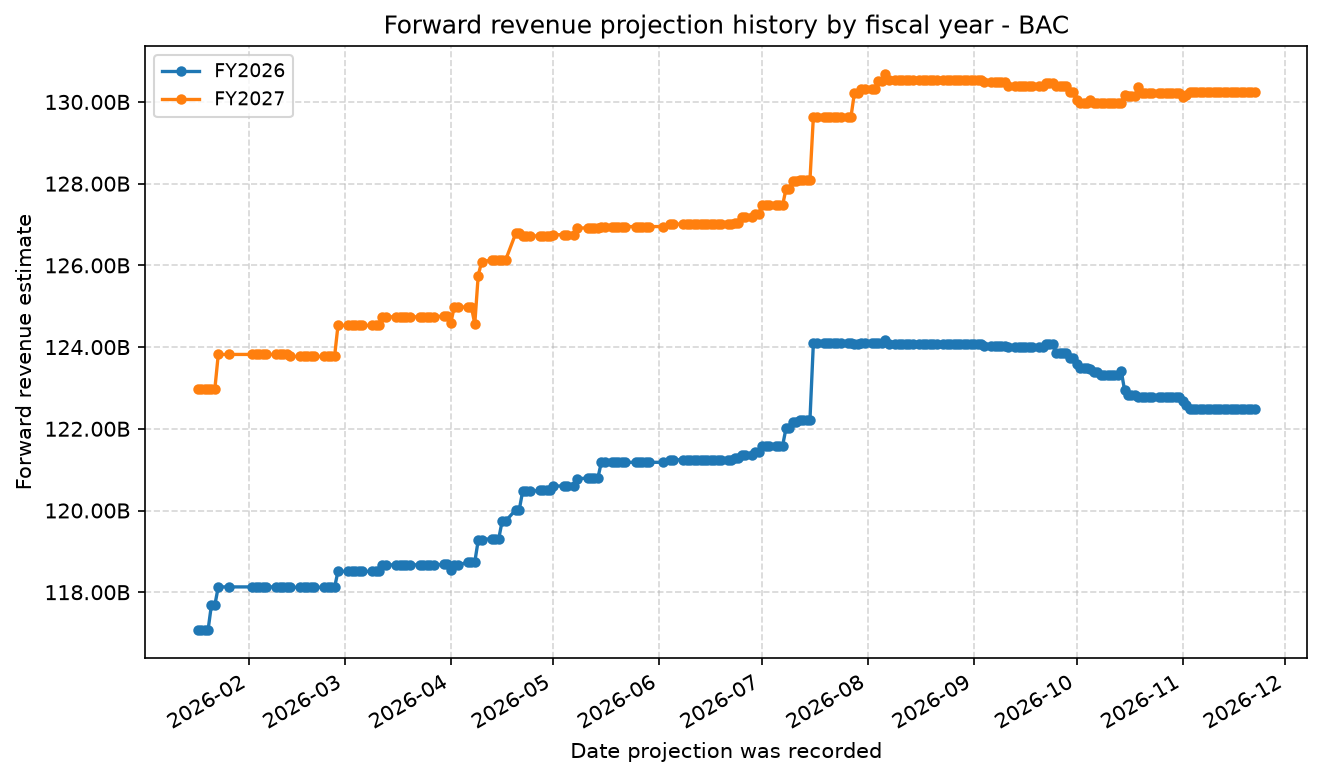 Forward revenue projection history by fiscal year - BAC
FY2026
FY2027
Forward revenue estimate
130.00B
128.00B
126.00B
124.00B
122.00B
120.00B
118.00B
2026-02
2026-03
2026-04
2026-05
2026-06
2026-07
2026-08
2026-09
2026-10
2026-11
2026-12
Date projection was recorded